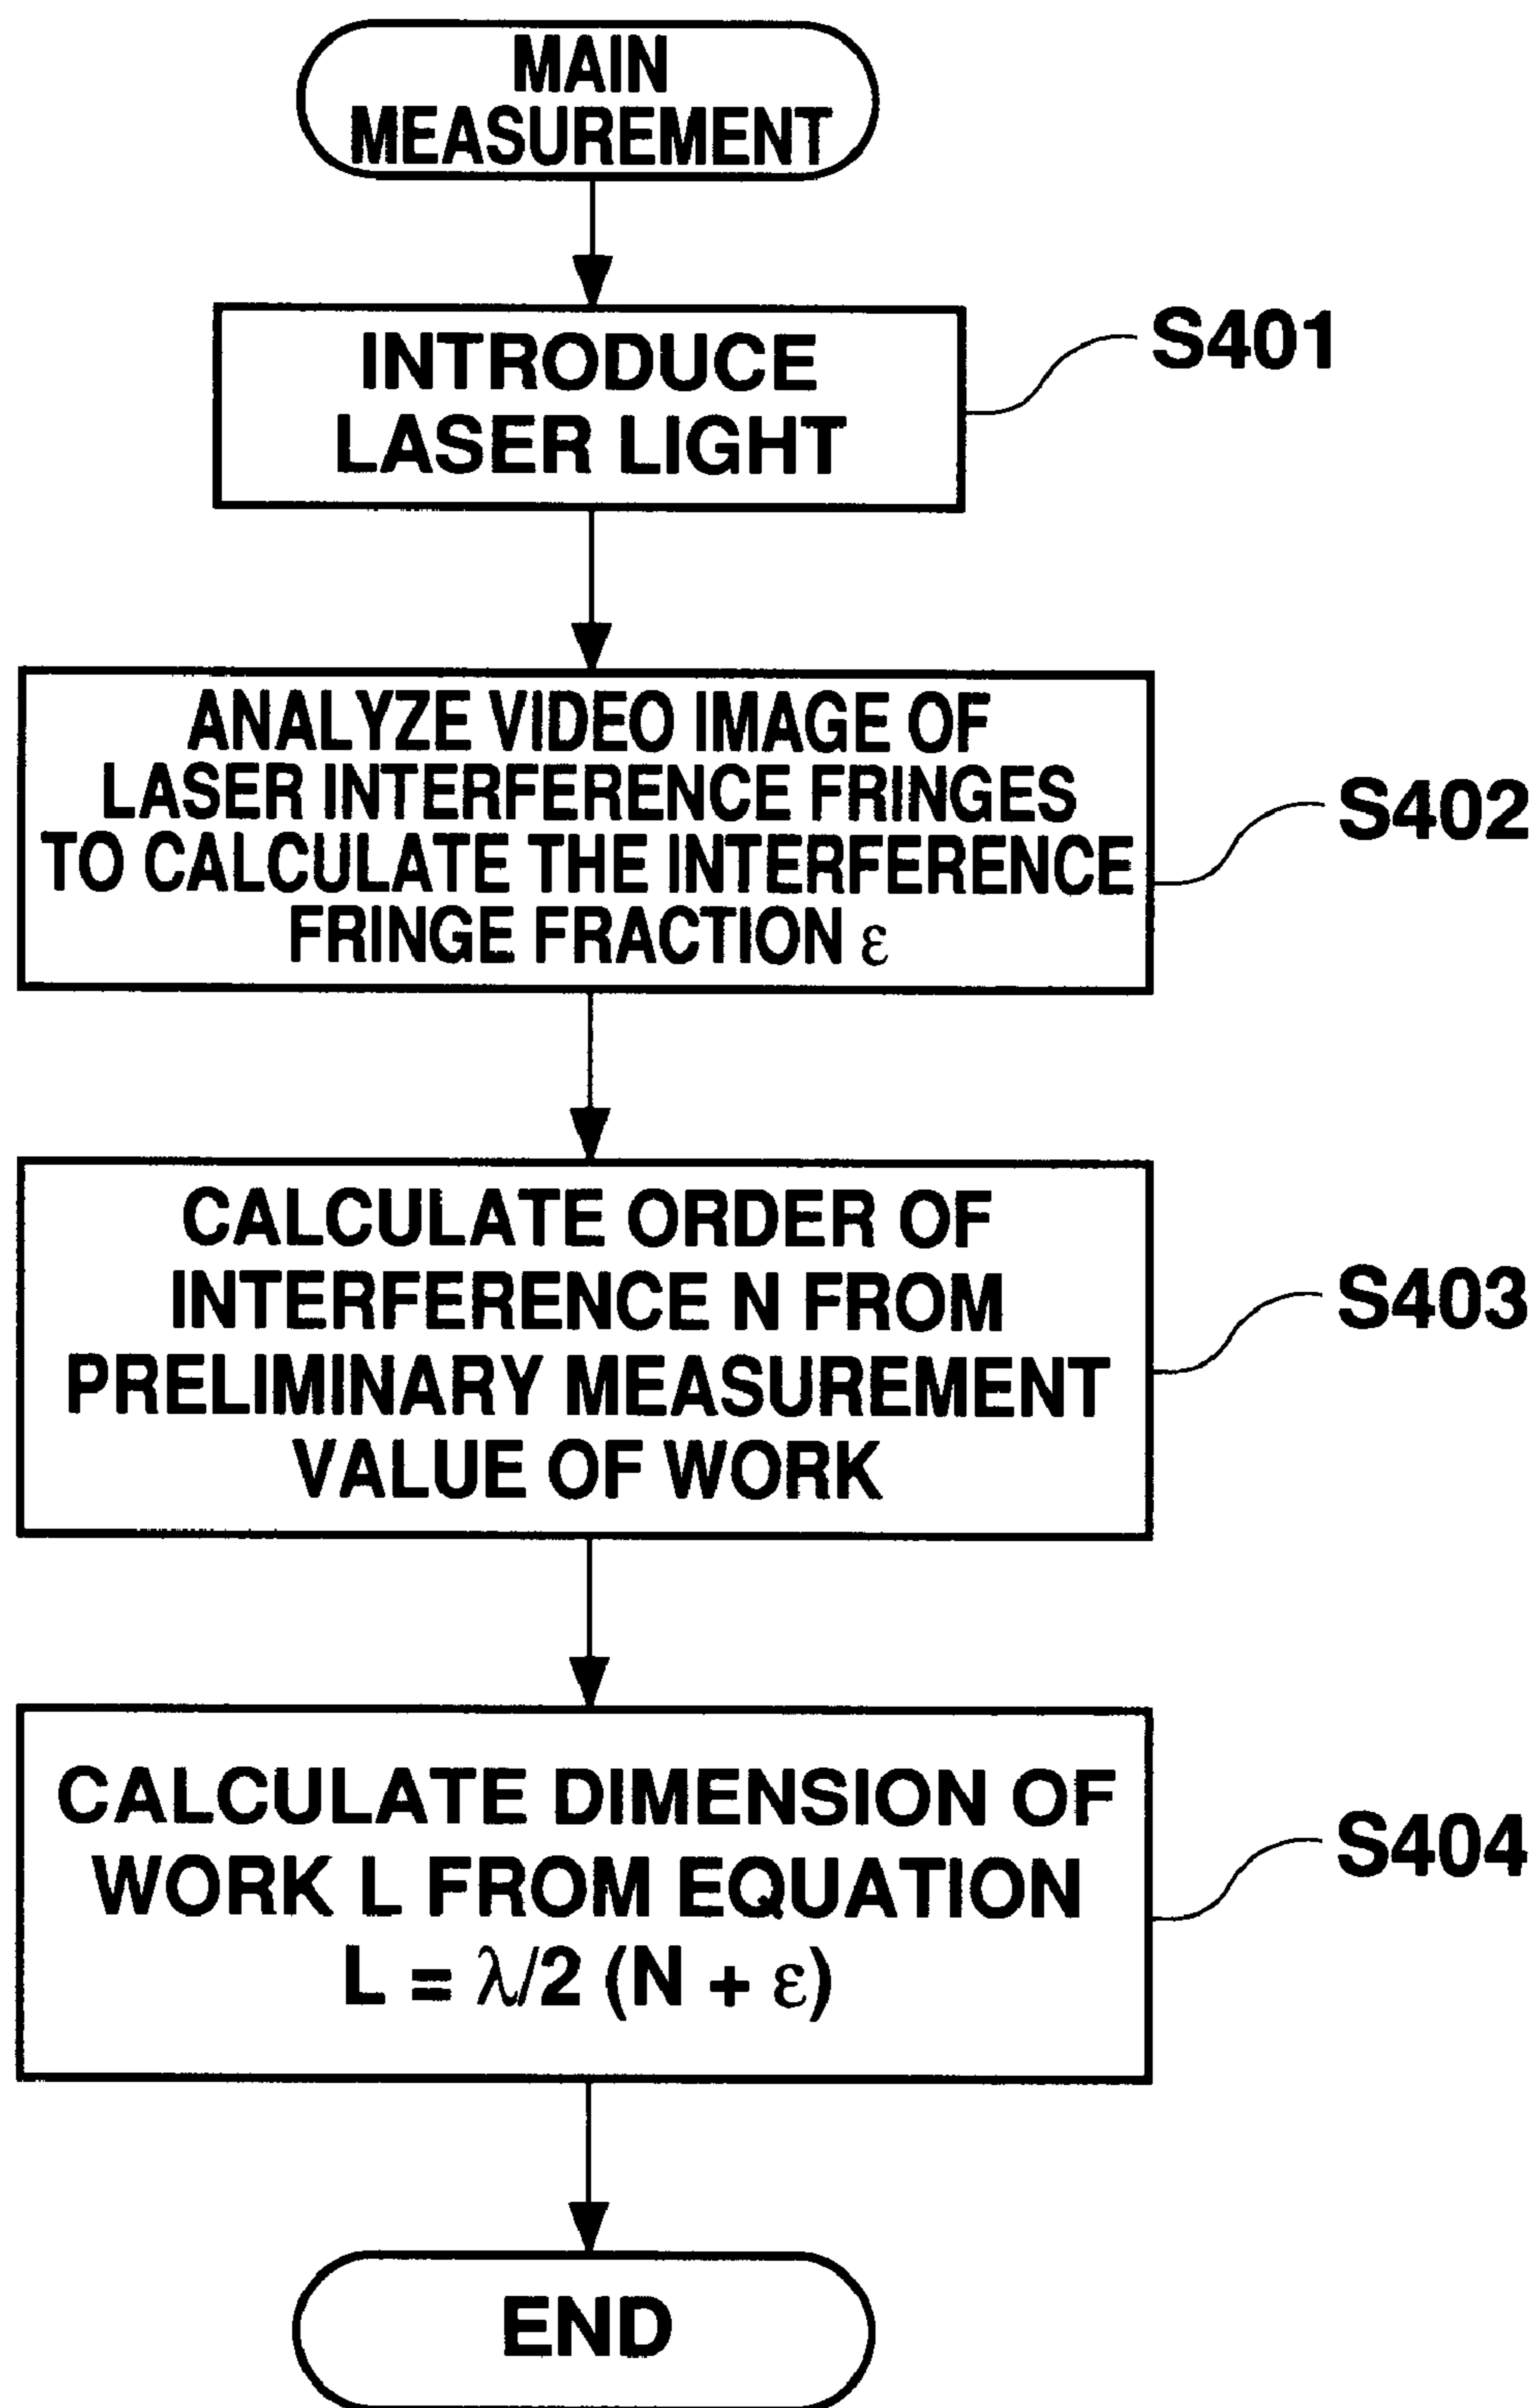 MAIN
MEASUREMENT
INTRODUCE
LASER LIGHT
S401
ANALYZE VIDEO IMAGE OF
LASER INTERFERENCE FRINGES
TO CALCULATE THE INTERFERENCE
FRINGE FRACTION ε
S402
CALCULATE ORDER OF
INTERFERENCE N FROM
PRELIMINARY MEASUREMENT
VALUE OF WORK
S403
CALCULATE DIMENSION OF
WORK L FROM EQUATION
L = λ/2 (N + ε)
S404
END